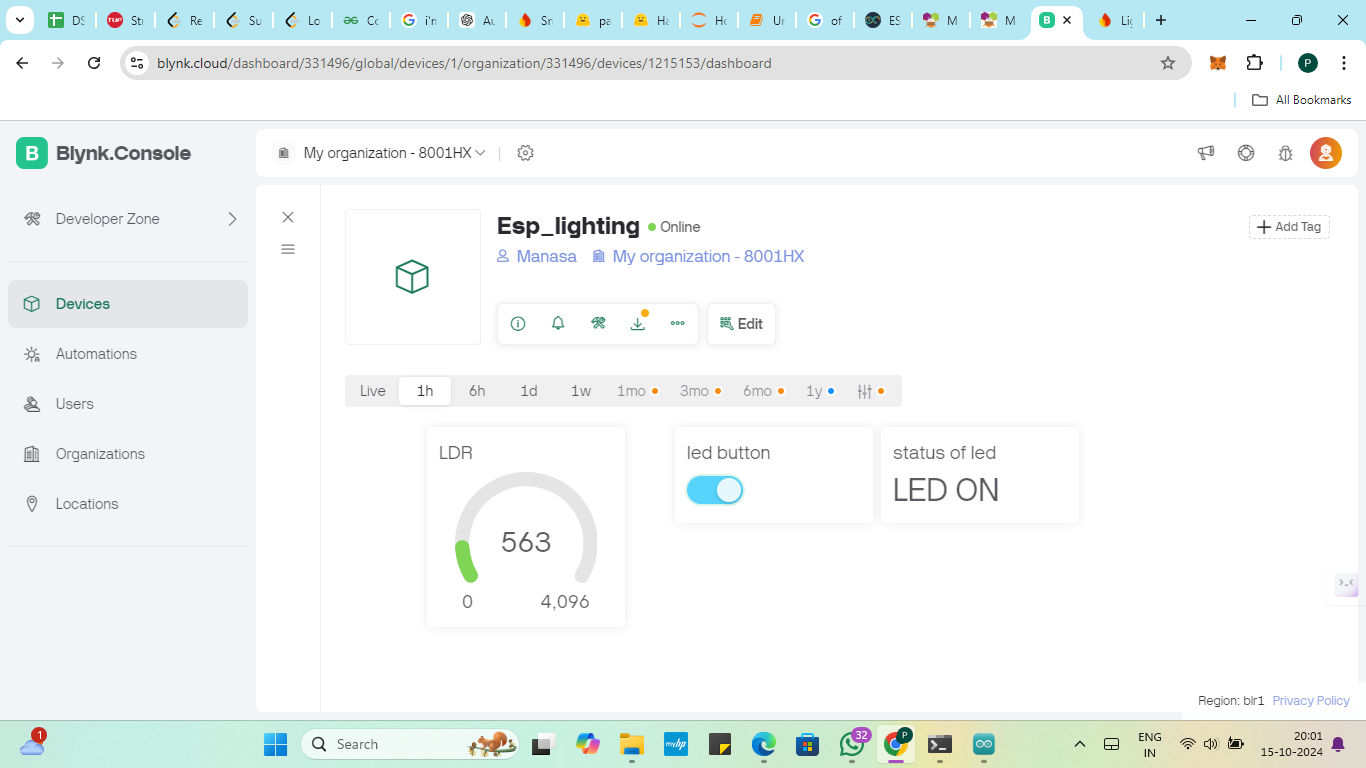 DS
TUF
Str
Re
Su
Lo
Co
i'n
Au
Sr
pa
Ha
Ho
Ur
of
ES
M
M
B
Lig
blynk.cloud/dashboard/331496/global/devices/1/organization/331496/devices/1215153/dashboard
P
All Bookmarks
B Blynk.Console
My organization - 8001HX
Developer Zone
Devices
Automations
Users
Organizations
Locations
Esp_lighting
Online
Add Tag
Manasa
My organization - 8001HX
Edit
Live 1h 6h 1d 1w 1mo 3mo 6mo 1y
LDR
563
0
4,096
led button
status of led
LED ON
Region: blr1 Privacy Policy
1
Search
myhp
32
P
ENG
IN
20:01
15-10-2024